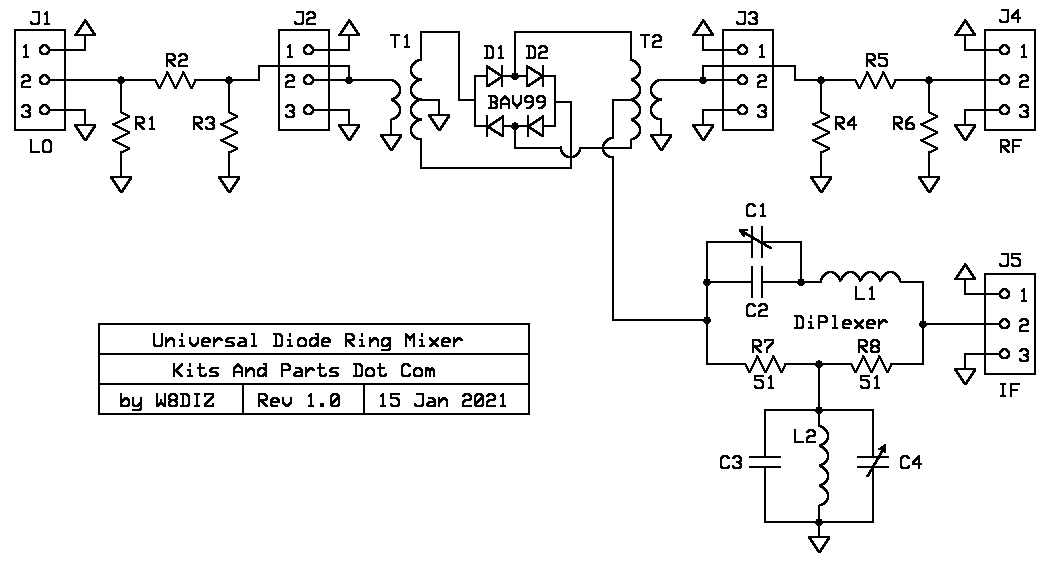 J1
1
2
3
LO
R2
R1
R3
J2
1
2
3
T1
D1 D2
BAV99
T2
J3
1
2
3
R5
R4
R6
J4
1
2
3
RF
C1
C2
L1
DiPlexer
R7
51
R8
51
J5
1
2
3
IF
C3
L2
C4
Universal Diode Ring Mixer
Kits And Parts Dot Com
by W8DIZ Rev 1.0 15 Jan 2021